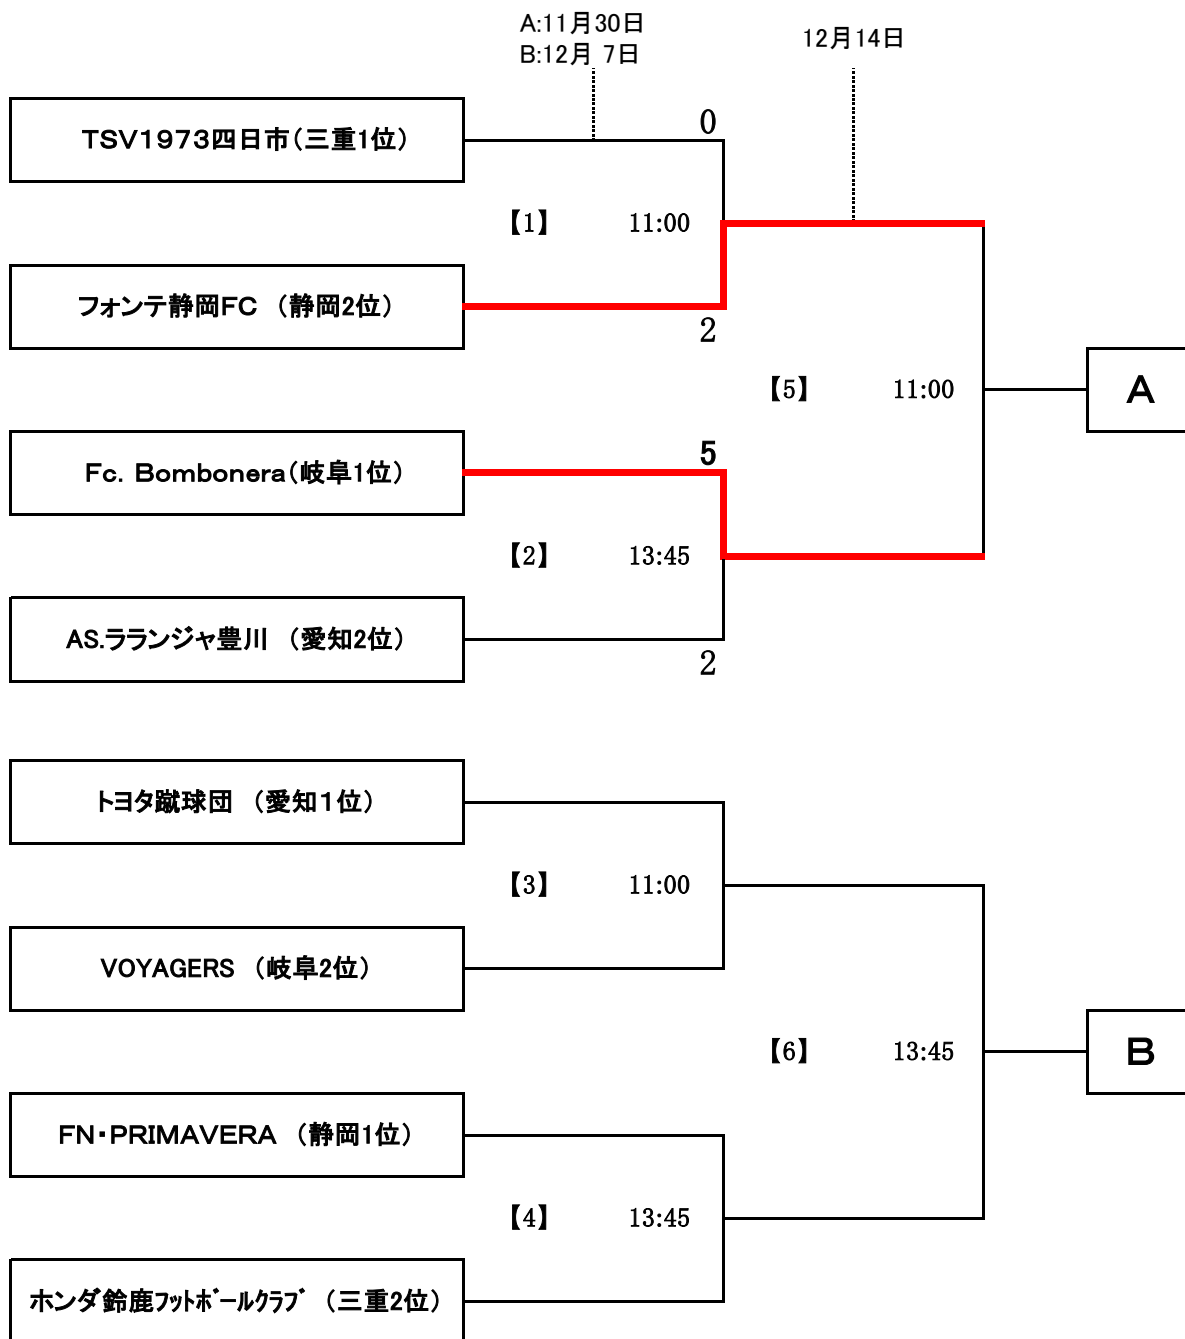 A:11月30日
B:12月 7日
12月14日
TSV1973四日市(三重1位)
0
【1】 11:00
フォンテ静岡FC （静岡2位）
2
【5】 11:00
A
Fc. Bombonera(岐阜1位)
5
【2】 13:45
AS.ラランジャ豊川 （愛知2位）
2
トヨタ蹴球団 （愛知1位）
【3】 11:00
VOYAGERS （岐阜2位）
【6】 13:45
B
FN・PRIMAVERA （静岡1位）
【4】 13:45
ホンダ鈴鹿ﾌｯﾄﾎﾞｰﾙｸﾗﾌﾞ （三重2位）